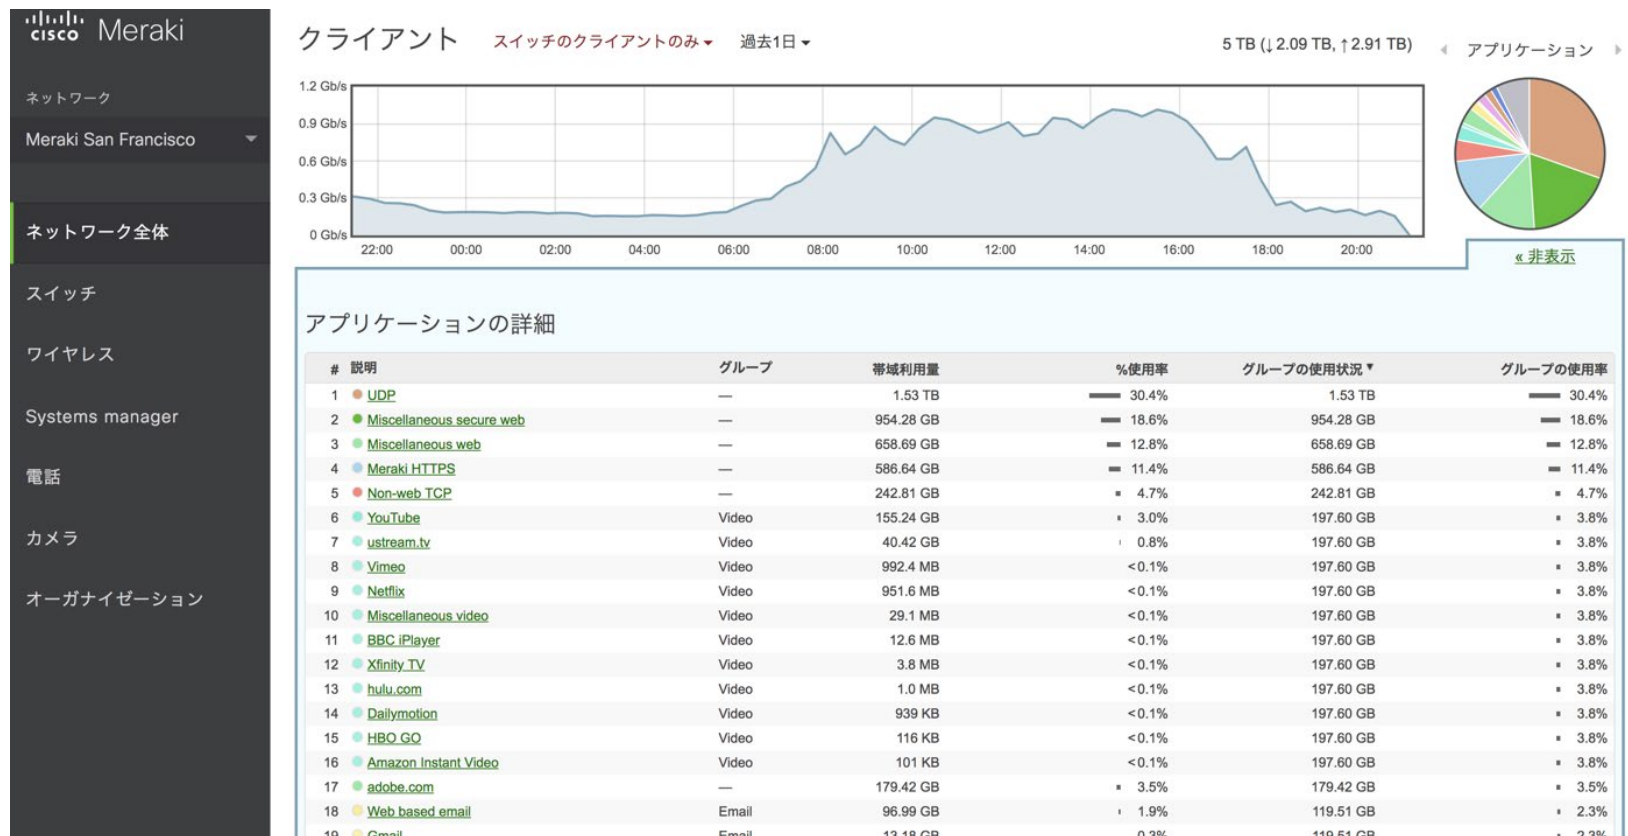 CISCO Meraki
ネットワーク
Meraki San Francisco
ネットワーク全体
スイッチ
ワイヤレス
Systems manager
電話
カメラ
オーガナイゼーション
クライアント スイッチのクライアントのみ 過去1日 5 TB (↓2.09 TB, ↑2.91 TB) アプリケーション
1.2 Gb/s
0.9 Gb/s
0.6 Gb/s
0.3 Gb/s
0 Gb/s
22:00 00:00 02:00 04:00 06:00 08:00 10:00 12:00 14:00 16:00 18:00 20:00
« 非表示
アプリケーションの詳細
# 説明 グループ 帯域利用量 %使用率 グループの使用状況▼ グループの使用率
1 UDP — 1.53 TB 30.4% 1.53 TB 30.4%
2 Miscellaneous secure web — 954.28 GB 18.6% 954.28 GB 18.6%
3 Miscellaneous web — 658.69 GB 12.8% 658.69 GB 12.8%
4 Meraki HTTPS — 586.64 GB 11.4% 586.64 GB 11.4%
5 Non-web TCP — 242.81 GB 4.7% 242.81 GB 4.7%
6 YouTube Video 155.24 GB 3.0% 197.60 GB 3.8%
7 ustream.tv Video 40.42 GB 0.8% 197.60 GB 3.8%
8 Vimeo Video 992.4 MB <0.1% 197.60 GB 3.8%
9 Netflix Video 951.6 MB <0.1% 197.60 GB 3.8%
10 Miscellaneous video Video 29.1 MB <0.1% 197.60 GB 3.8%
11 BBC iPlayer Video 12.6 MB <0.1% 197.60 GB 3.8%
12 Xfinity TV Video 3.8 MB <0.1% 197.60 GB 3.8%
13 hulu.com Video 1.0 MB <0.1% 197.60 GB 3.8%
14 Dailymotion Video 939 KB <0.1% 197.60 GB 3.8%
15 HBO GO Video 116 KB <0.1% 197.60 GB 3.8%
16 Amazon Instant Video Video 101 KB <0.1% 197.60 GB 3.8%
17 adobe.com — 179.42 GB 3.5% 179.42 GB 3.5%
18 Web based email Email 96.99 GB 1.9% 119.51 GB 2.3%
19 Gmail Email 13.18 GB 0.3% 119.51 GB 2.3%